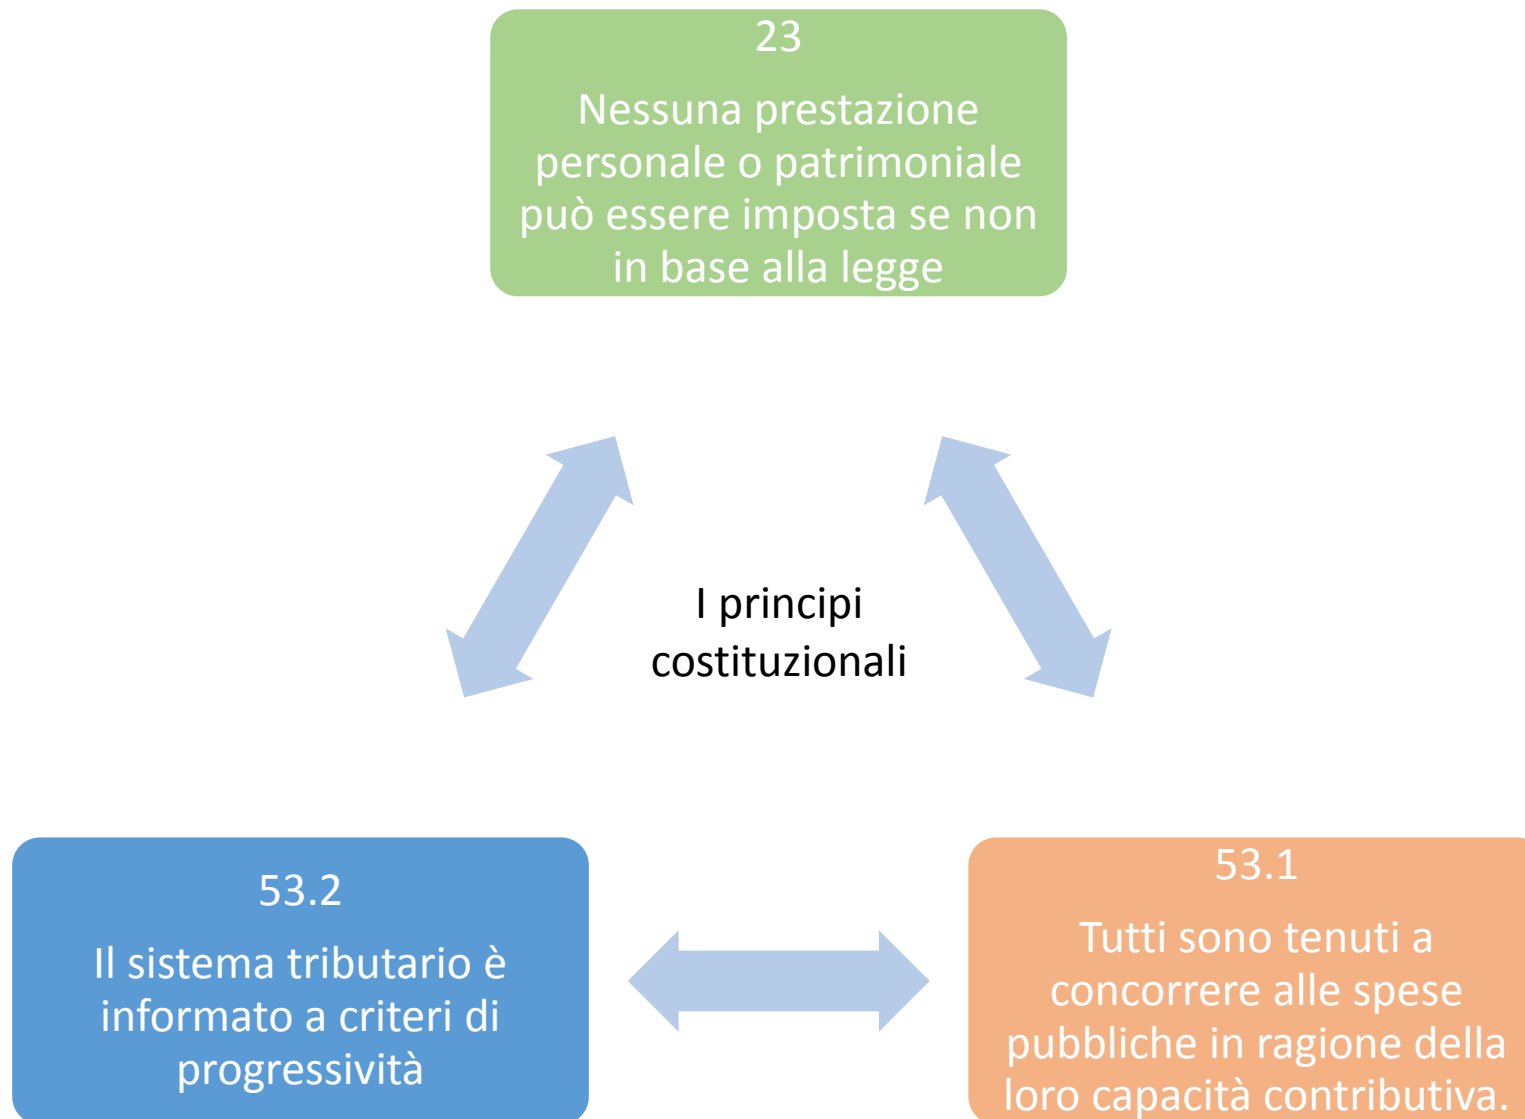 23
Nessuna prestazione
personale o patrimoniale
può essere imposta se non
in base alla legge
I principi
costituzionali
53.2
Il sistema tributario è
informato a criteri di
progressività
53.1
Tutti sono tenuti a
concorrere alle spese
pubbliche in ragione della
loro capacità contributiva.